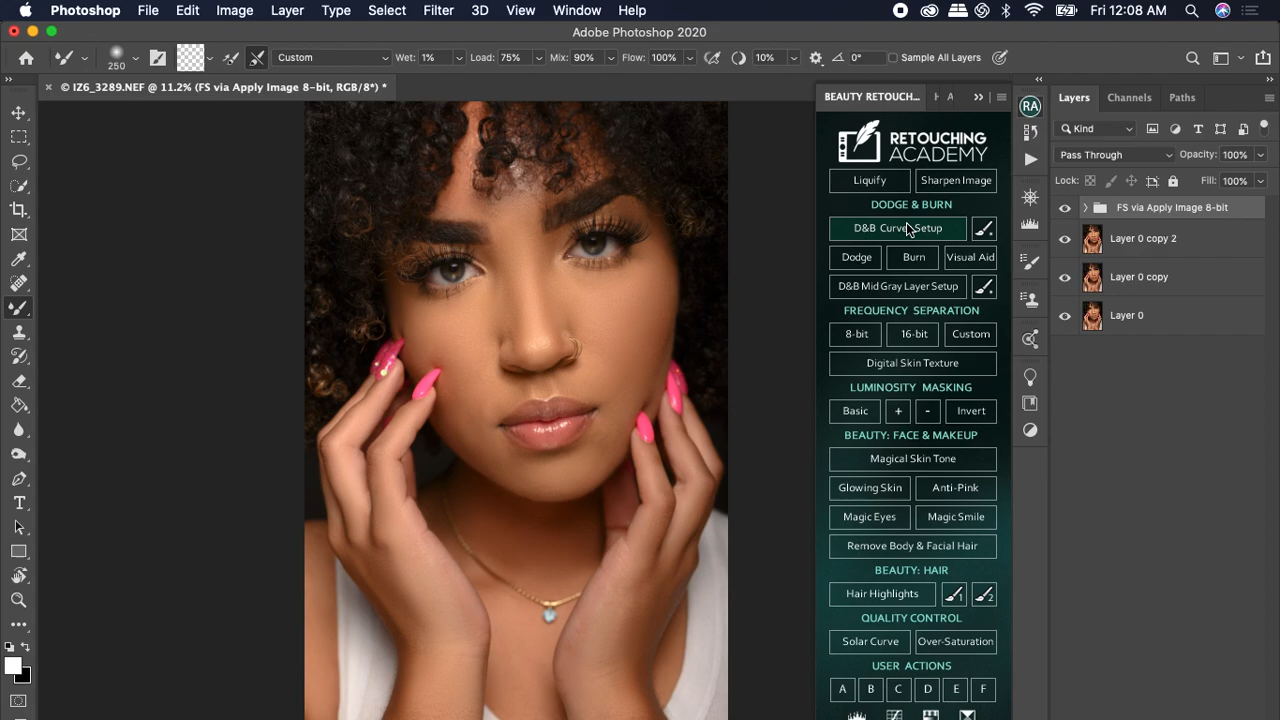 Photoshop File Edit Image Layer Type Select Filter 3D View Window Help Fri 12:08 AM
Adobe Photoshop 2020
250 Custom Wet: 1% Load: 75% Mix: 90% Flow: 100% 10% 0° Sample All Layers
© IZ6_3289.NEF @ 11.2% (FS via Apply Image 8-bit, RGB/8*) *
BEAUTY RETOUCH... H A
RA
Layers Channels Paths
RETOUCHING
ACADEMY
Kind
Pass Through Opacity: 100%
Lock: Fill: 100%
Liquify Sharpen Image
DODGE & BURN
FS via Apply Image 8-bit
Layer 0 copy 2
Layer 0 copy
Layer 0
D&B Curves Setup
Dodge Burn Visual Aid
D&B Mid Gray Layer Setup
FREQUENCY SEPARATION
8-bit 16-bit Custom
Digital Skin Texture
LUMINOSITY MASKING
Basic + - Invert
BEAUTY: FACE & MAKEUP
Magical Skin Tone
Glowing Skin Anti-Pink
Magic Eyes Magic Smile
Remove Body & Facial Hair
BEAUTY: HAIR
Hair Highlights 1 2
QUALITY CONTROL
Solar Curve Over-Saturation
USER ACTIONS
A B C D E F